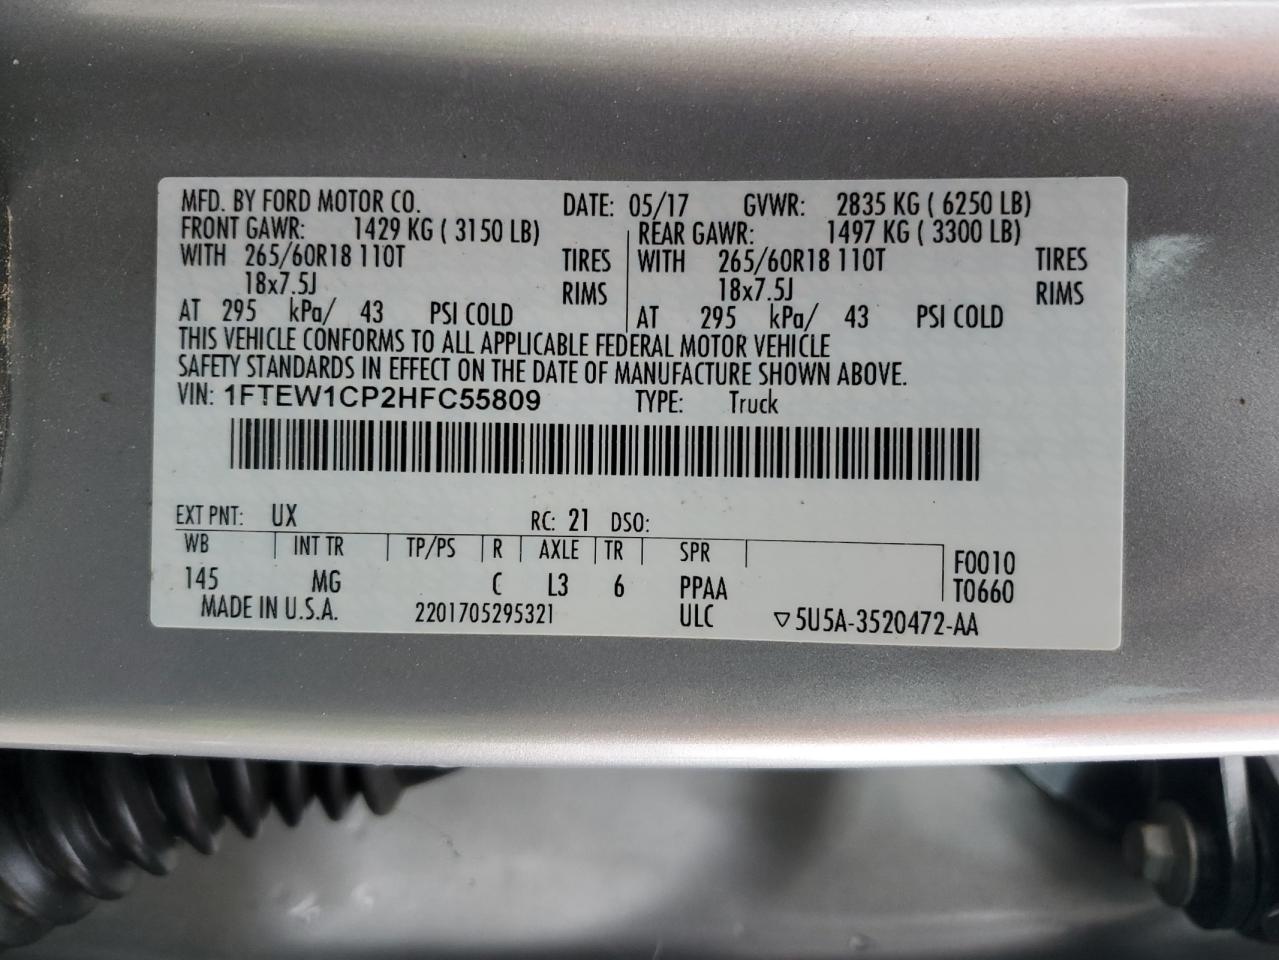 MFD. BY FORD MOTOR CO. DATE: 05/17 GVWR: 2835 KG ( 6250 LB)
FRONT GAWR: 1429 KG ( 3150 LB) REAR GAWR: 1497 KG ( 3300 LB)
WITH 265/60R18 110T TIRES WITH 265/60R18 110T TIRES
18x7.5J RIMS 18x7.5J RIMS
AT 295 kPa/ 43 PSI COLD AT 295 kPa/ 43 PSI COLD
THIS VEHICLE CONFORMS TO ALL APPLICABLE FEDERAL MOTOR VEHICLE
SAFETY STANDARDS IN EFFECT ON THE DATE OF MANUFACTURE SHOWN ABOVE.
VIN: 1FTEW1CP2HFC55809 TYPE: Truck
EXT PNT: UX RC: 21 DSO:
WB INT TR TP/PS R AXLE TR SPR F0010
145 MG C L3 6 PPAA T0660
MADE IN U.S.A. 2201705295321 ULC ▽5U5A-3520472-AA